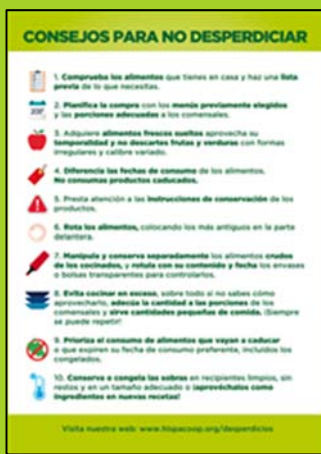 CONSEJOS PARA NO DESPERDICIAR
1. Comprueba los alimentos que tienes en casa y haz una lista
previa de lo que necesitas.
2. Planifica la compra con los menús previamente elegidos
y las porciones adecuadas a los comensales.
3. Adquiere alimentos frescos sueltos aprovecha su
temporalidad y no descartes frutas y verduras con formas
irregulares y calibre variado.
4. Diferencia las fechas de consumo de los alimentos.
No consumas productos caducados.
5. Presta atención a las instrucciones de conservación de los
productos.
6. Rota los alimentos, colocando los más antiguos en la parte
delantera.
7. Manipula y conserva separadamente los alimentos crudos
de los cocinados, y rotula con su contenido y fecha los envases
o bolsas transparentes para controlarlos.
8. Evita cocinar en exceso, sobre todo si no sabes cómo
aprovecharlo, adecúa la cantidad a las porciones de los
comensales y sirve cantidades pequeñas de comida. ¡Siempre
se puede repetir!
9. Prioriza el consumo de alimentos que vayan a caducar
o que expiren su fecha de consumo preferente, incluidos los
congelados.
10. Conserva o congela las sobras en recipientes limpios, sin
restos y en un tamaño adecuado o ¡aprovéchalos como
ingredientes en nuevas recetas!
Visita nuestra web: www.hispacoop.org/desperdicios